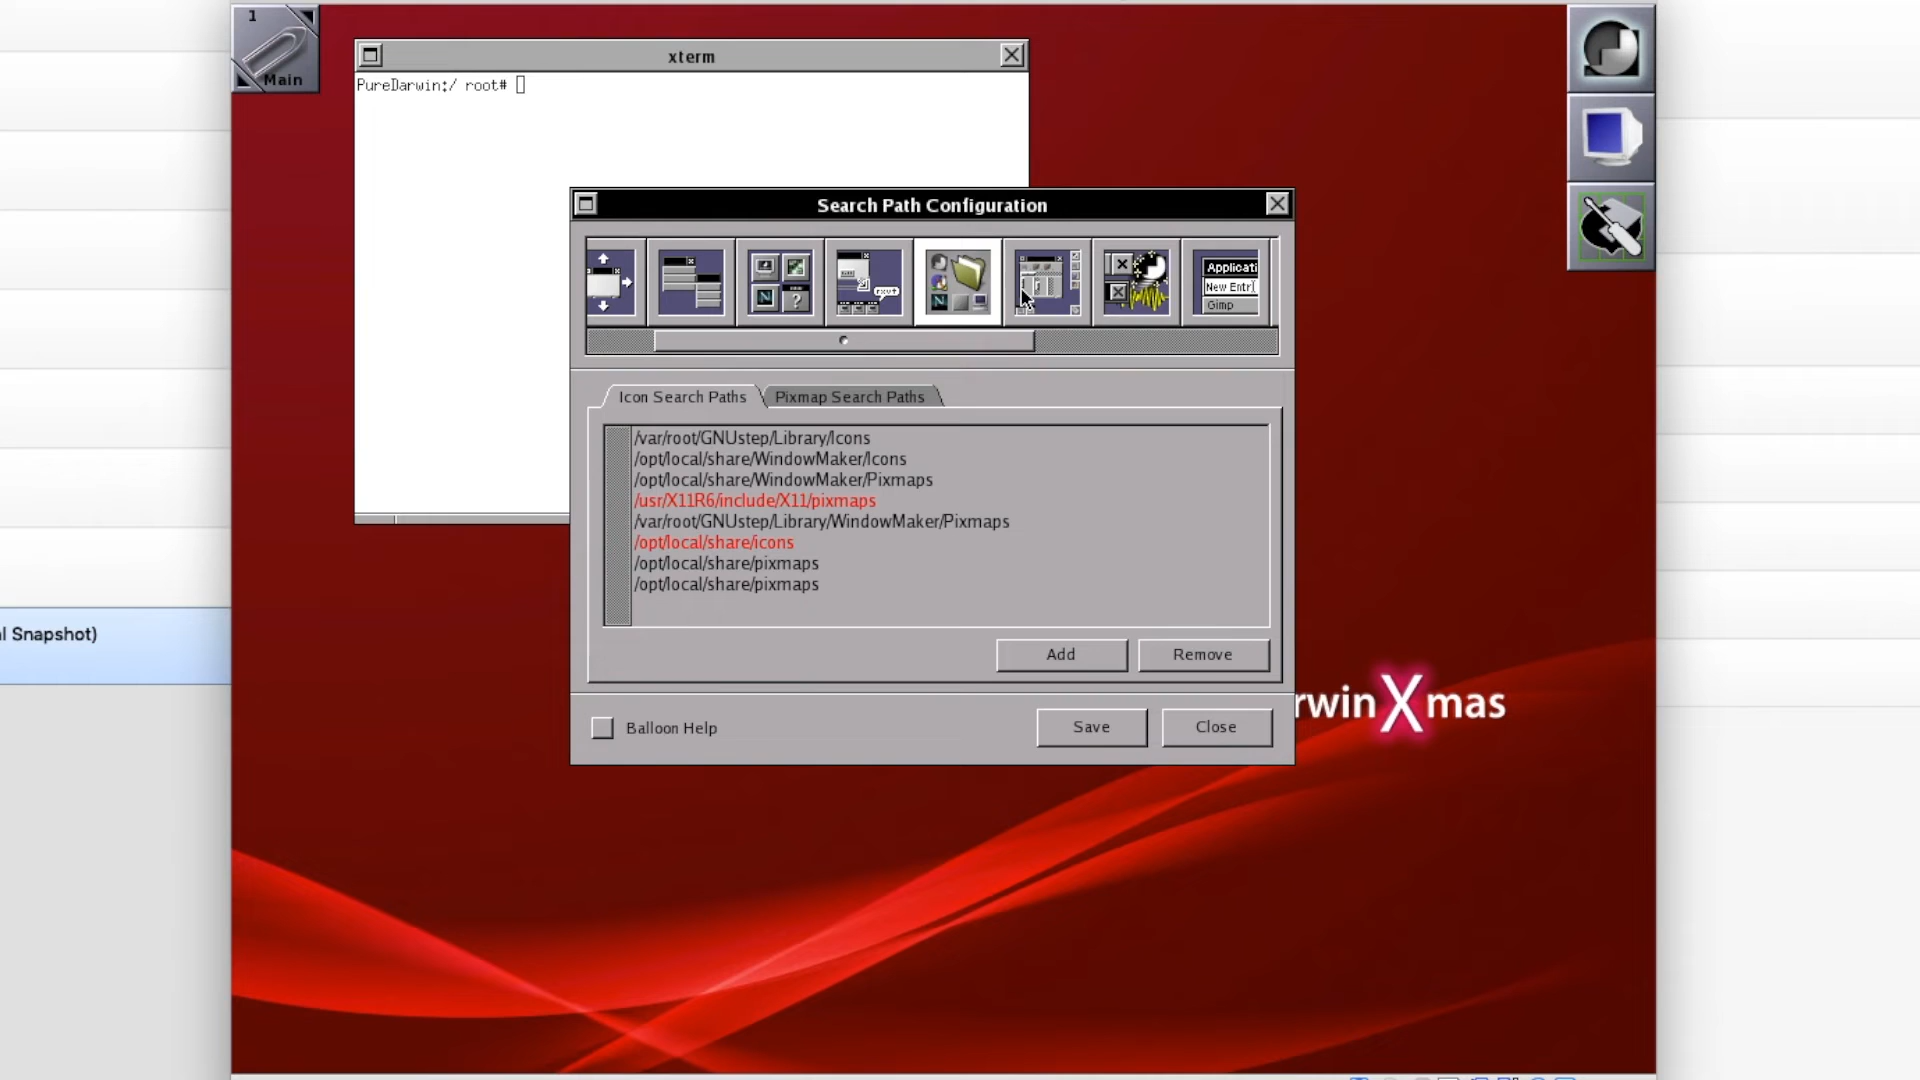 1
Main
xterm
PureDarwin:/ root#
Search Path Configuration
rxvt
N
?
N
Applicati
New Entr
Gimp
Icon Search Paths
Pixmap Search Paths
/var/root/GNUstep/Library/Icons
/opt/local/share/WindowMaker/Icons
/opt/local/share/WindowMaker/Pixmaps
/usr/X11R6/include/X11/pixmaps
/var/root/GNUstep/Library/WindowMaker/Pixmaps
/opt/local/share/icons
/opt/local/share/pixmaps
/opt/local/share/pixmaps
Add
Remove
Balloon Help
Save
Close
l Snapshot)
rwinXmas